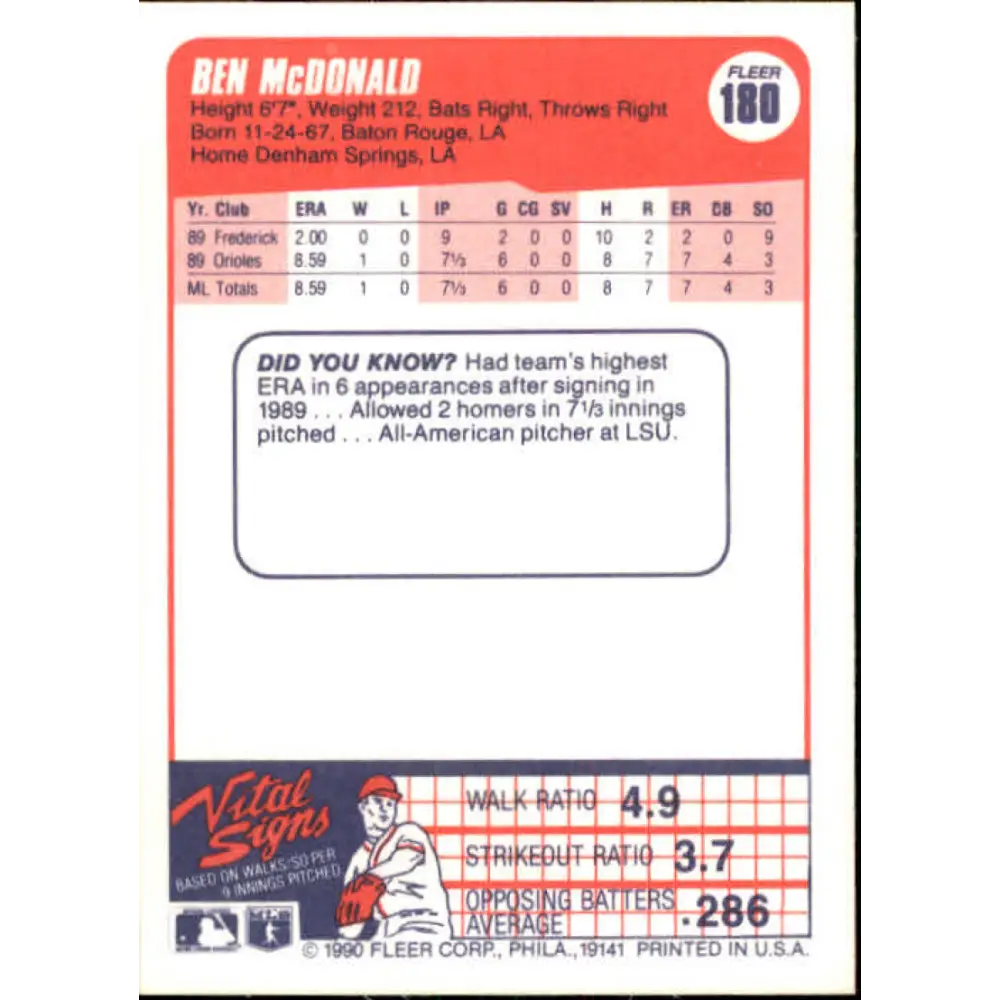 BEN McDONALD
FLEER
180
Height 6'7", Weight 212, Bats Right, Throws Right
Born 11-24-67, Baton Rouge, LA
Home Denham Springs, LA
Yr. Club ERA W L IP G CG SV H R ER BB SO
89 Frederick 2.00 0 0 9 2 0 0 10 2 2 0 9
89 Orioles 8.59 1 0 7⅓ 6 0 0 8 7 7 4 3
ML Totals 8.59 1 0 7⅓ 6 0 0 8 7 7 4 3
DID YOU KNOW? Had team's highest
ERA in 6 appearances after signing in
1989 . . . Allowed 2 homers in 7⅓ innings
pitched . . . All-American pitcher at LSU.
Vital
Signs
BASED ON WALKS/SO PER
9 INNINGS PITCHED
WALK RATIO 4.9
STRIKEOUT RATIO 3.7
OPPOSING BATTERS
AVERAGE .286
© 1990 FLEER CORP., PHILA., 19141 PRINTED IN U.S.A.